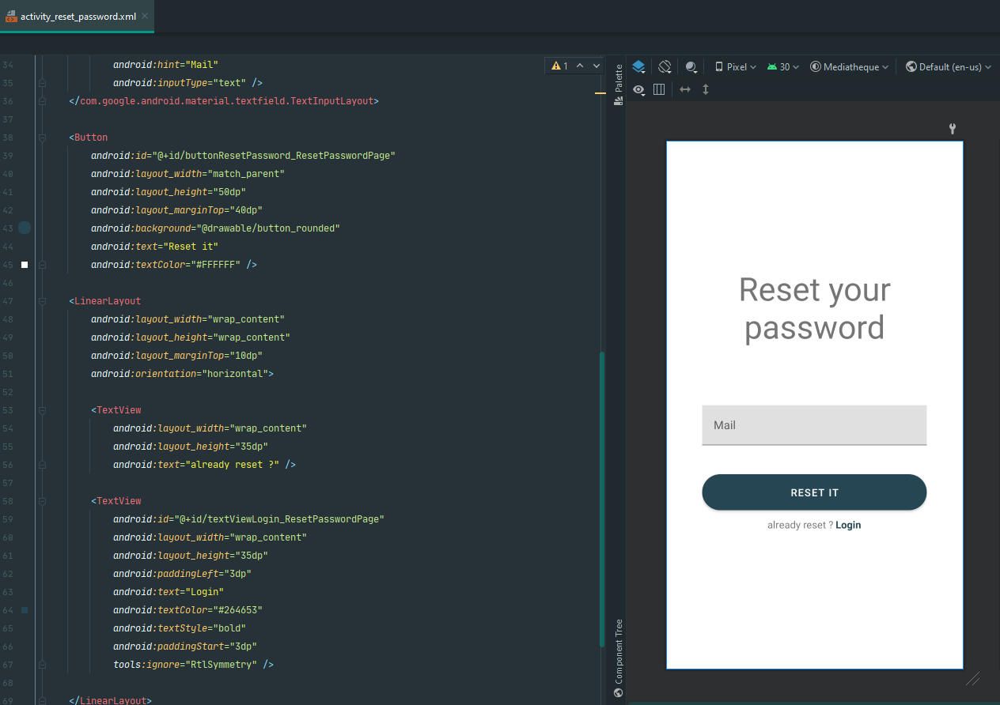 activity_reset_password.xml
34 android:hint="Mail"
35 android:inputType="text" />
36 </com.google.android.material.textfield.TextInputLayout>
37
38 <Button
39 android:id="@+id/buttonResetPassword_ResetPasswordPage"
40 android:layout_width="match_parent"
41 android:layout_height="50dp"
42 android:layout_marginTop="40dp"
43 android:background="@drawable/button_rounded"
44 android:text="Reset it"
45 android:textColor="#FFFFFF" />
46
47 <LinearLayout
48 android:layout_width="wrap_content"
49 android:layout_height="wrap_content"
50 android:layout_marginTop="10dp"
51 android:orientation="horizontal">
52
53 <TextView
54 android:layout_width="wrap_content"
55 android:layout_height="35dp"
56 android:text="already reset ?" />
57
58 <TextView
59 android:id="@+id/textViewLogin_ResetPasswordPage"
60 android:layout_width="wrap_content"
61 android:layout_height="35dp"
62 android:paddingLeft="3dp"
63 android:text="Login"
64 android:textColor="#264653"
65 android:textStyle="bold"
66 android:paddingStart="3dp"
67 tools:ignore="RtlSymmetry" />
68
69 </LinearLayout>
1
Palette
Component Tree
Pixel 30 Mediatheque Default (en-us)
Reset your
password
Mail
RESET IT
already reset ? Login